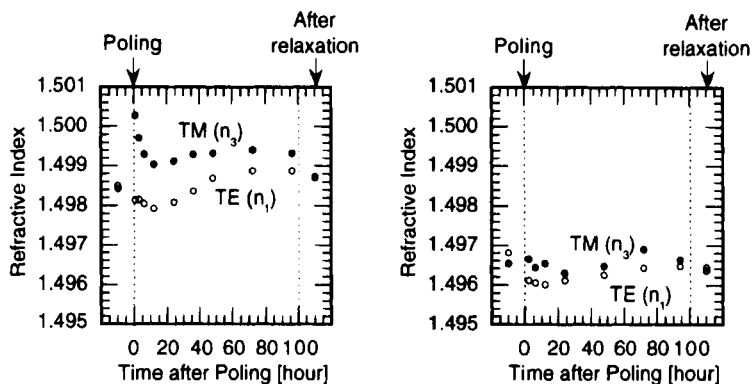 Poling
After
relaxation
Refractive Index
1.501
1.500
1.499
1.498
1.497
1.496
1.495
TM (n3)
TE (n1)
0 20 40 60 80 100
Time after Poling [hour]
Poling
After
relaxation
Refractive Index
1.501
1.500
1.499
1.498
1.497
1.496
1.495
TM (n3)
TE (n1)
0 20 40 60 80 100
Time after Poling [hour]